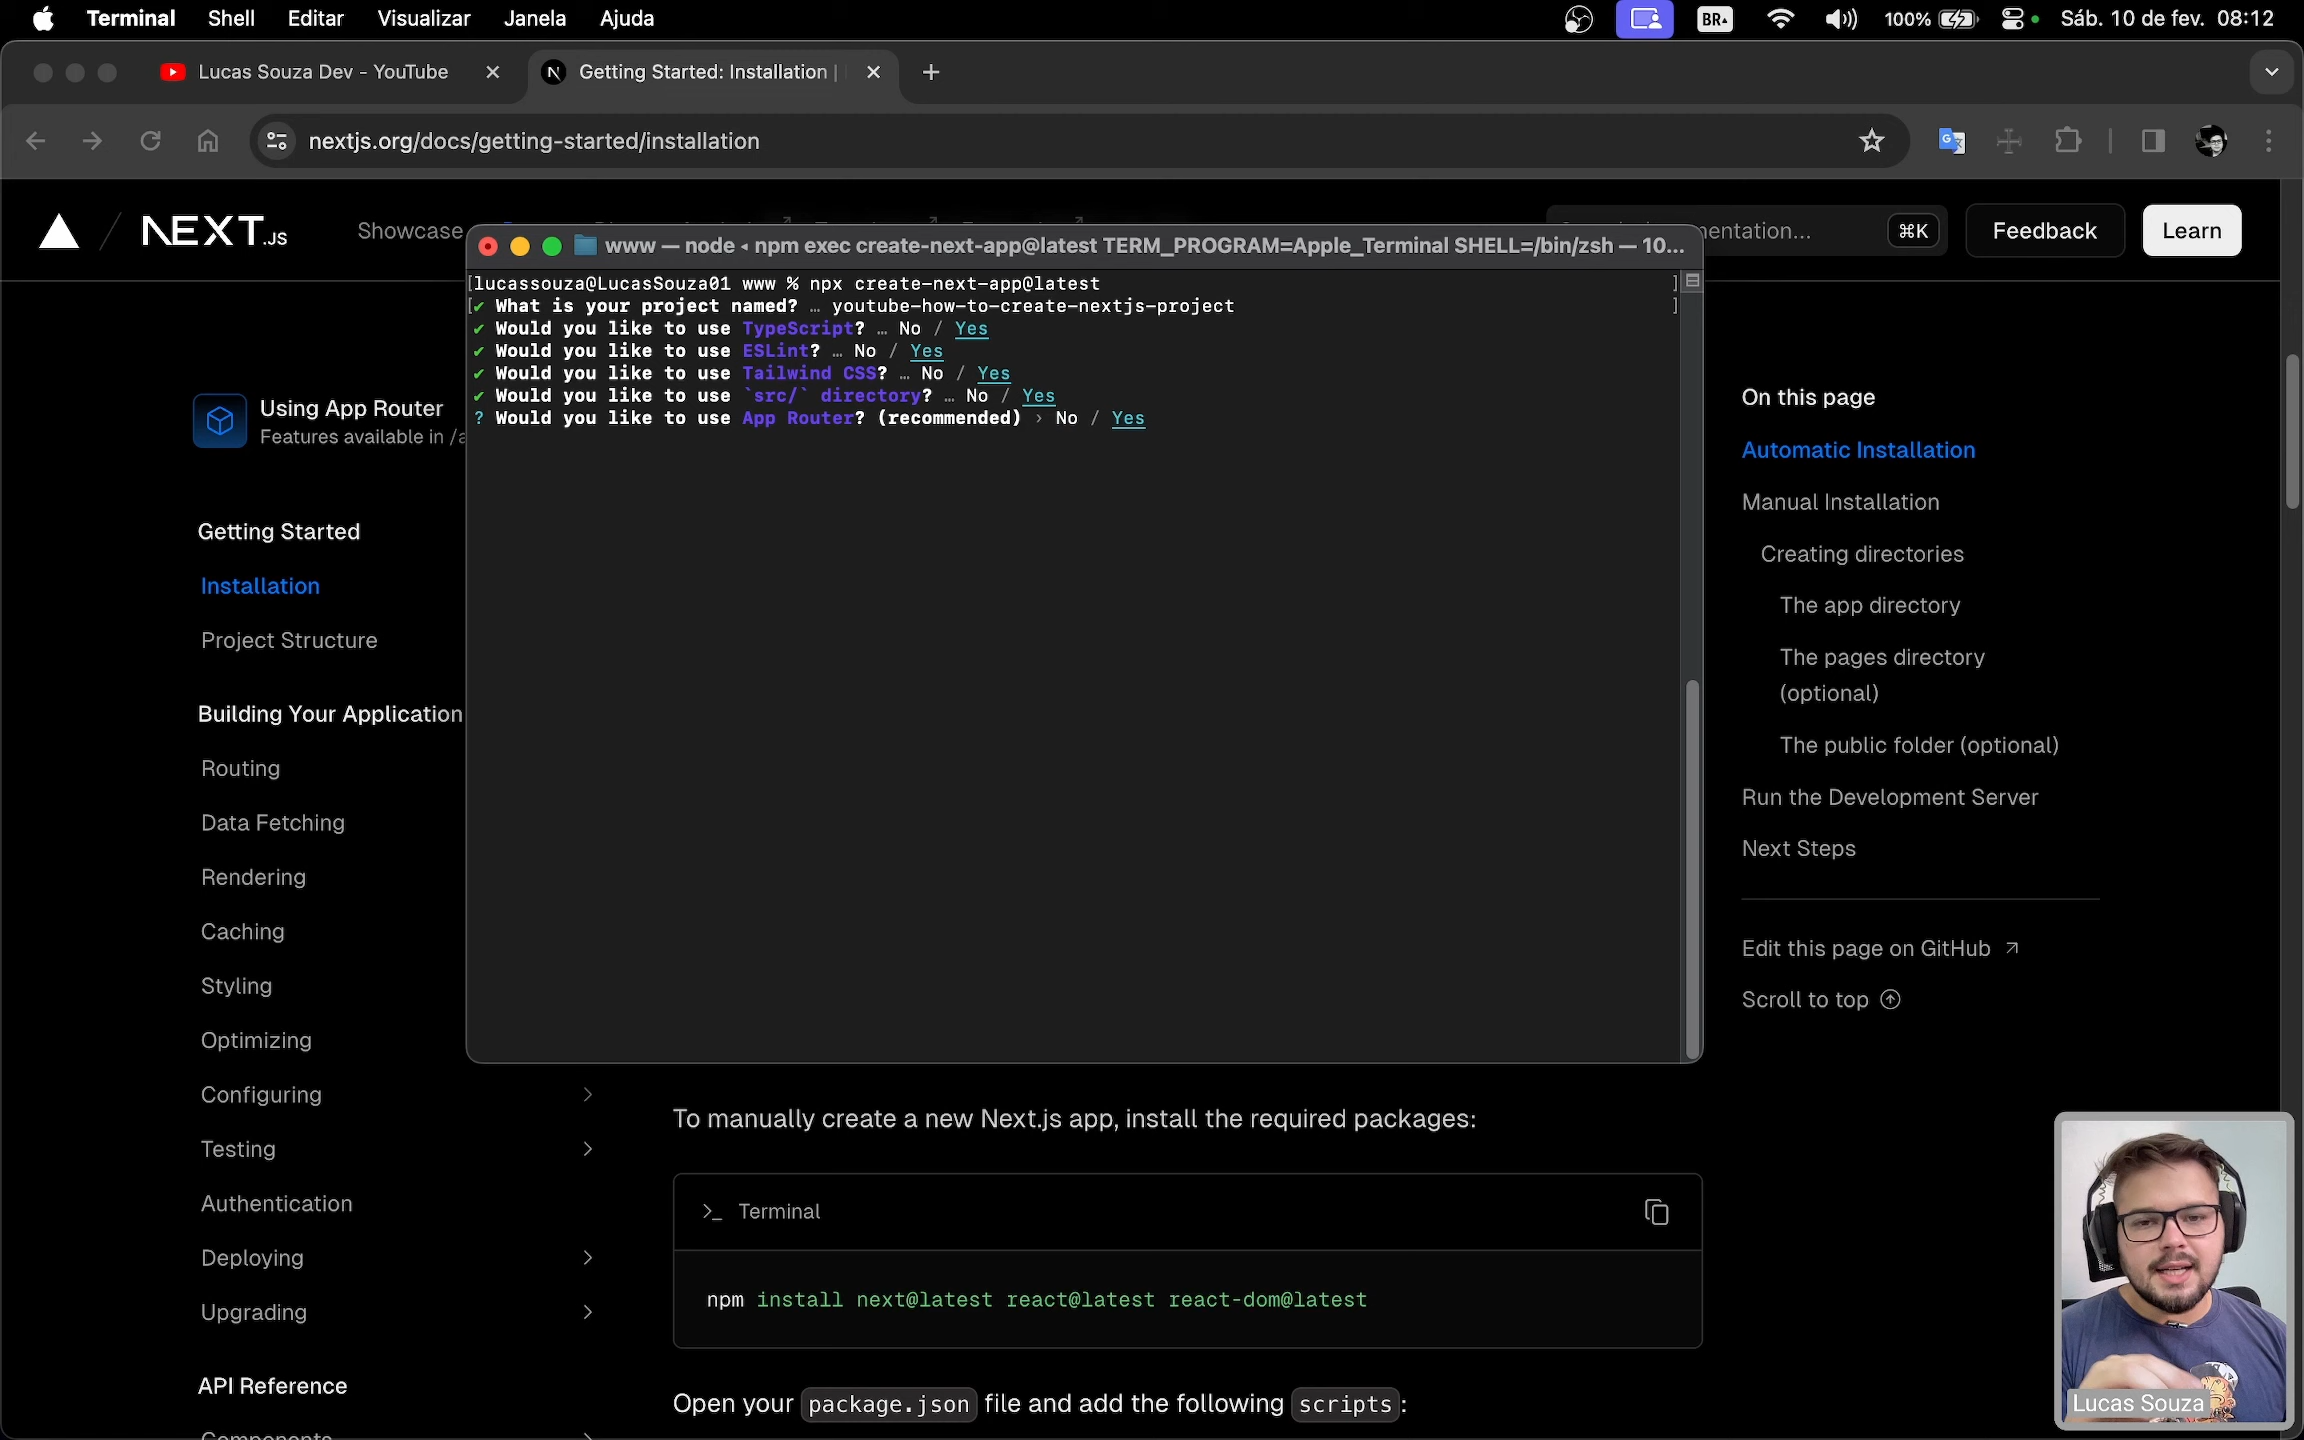 Terminal Shell Editar Visualizar Janela Ajuda BR 100% Sáb. 10 de fev. 08:12
Lucas Souza Dev - YouTube Getting Started: Installation |
nextjs.org/docs/getting-started/installation
NEXT.JS Showcase mentation... ⌘K Feedback Learn
www — node ◂ npm exec create-next-app@latest TERM_PROGRAM=Apple_Terminal SHELL=/bin/zsh — 10...
[lucassouza@LucasSouza01 www % npx create-next-app@latest ]
[✔ What is your project named? … youtube-how-to-create-nextjs-project ]
✔ Would you like to use TypeScript? … No / Yes
✔ Would you like to use ESLint? … No / Yes
✔ Would you like to use Tailwind CSS? … No / Yes
✔ Would you like to use `src/` directory? … No / Yes
? Would you like to use App Router? (recommended) › No / Yes
Using App Router
Features available in /a
Getting Started
Installation
Project Structure
Building Your Application
Routing
Data Fetching
Rendering
Caching
Styling
Optimizing
Configuring
Testing
Authentication
Deploying
Upgrading
API Reference
Components
To manually create a new Next.js app, install the required packages:
>_ Terminal
npm install next@latest react@latest react-dom@latest
Open your package.json file and add the following scripts:
On this page
Automatic Installation
Manual Installation
Creating directories
The app directory
The pages directory
(optional)
The public folder (optional)
Run the Development Server
Next Steps
Edit this page on GitHub
Scroll to top
Lucas Souza